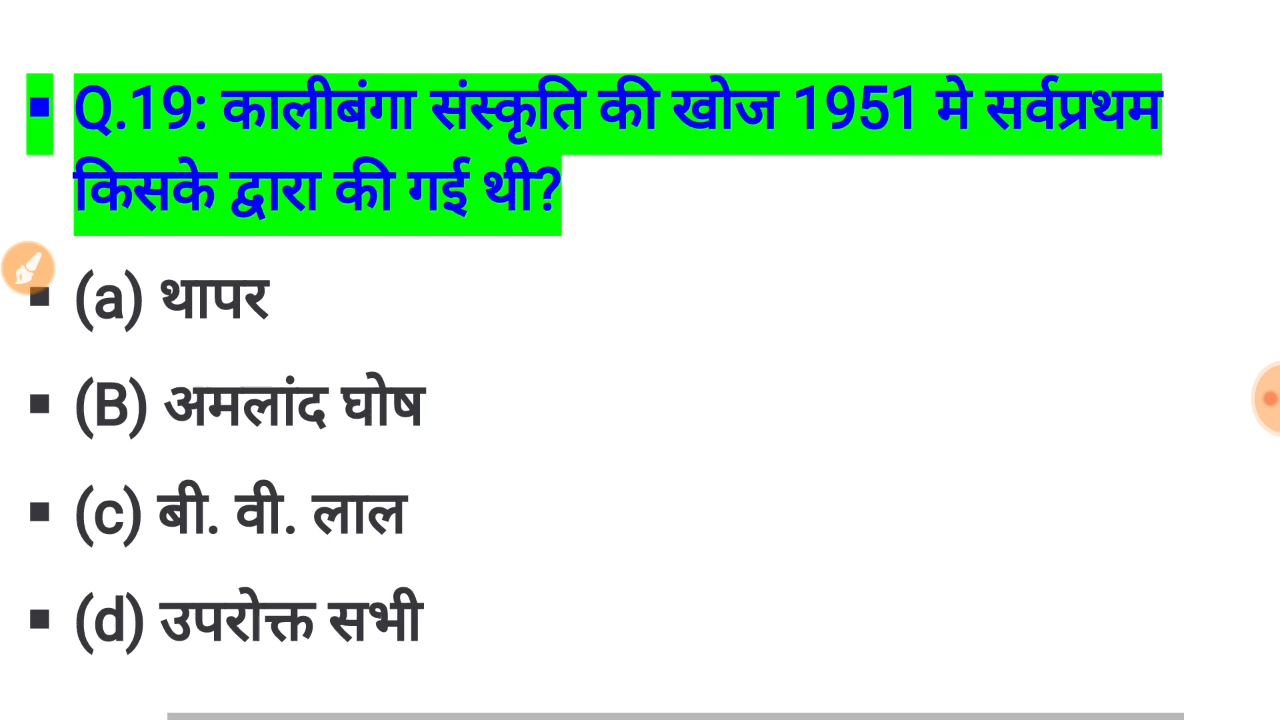 ▪ Q.19: कालीबंगा संस्कृति की खोज 1951 मे सर्वप्रथम
किसके द्वारा की गई थी?
▪ (a) थापर
▪ (B) अमलांद घोष
▪ (c) बी. वी. लाल
▪ (d) उपरोक्त सभी